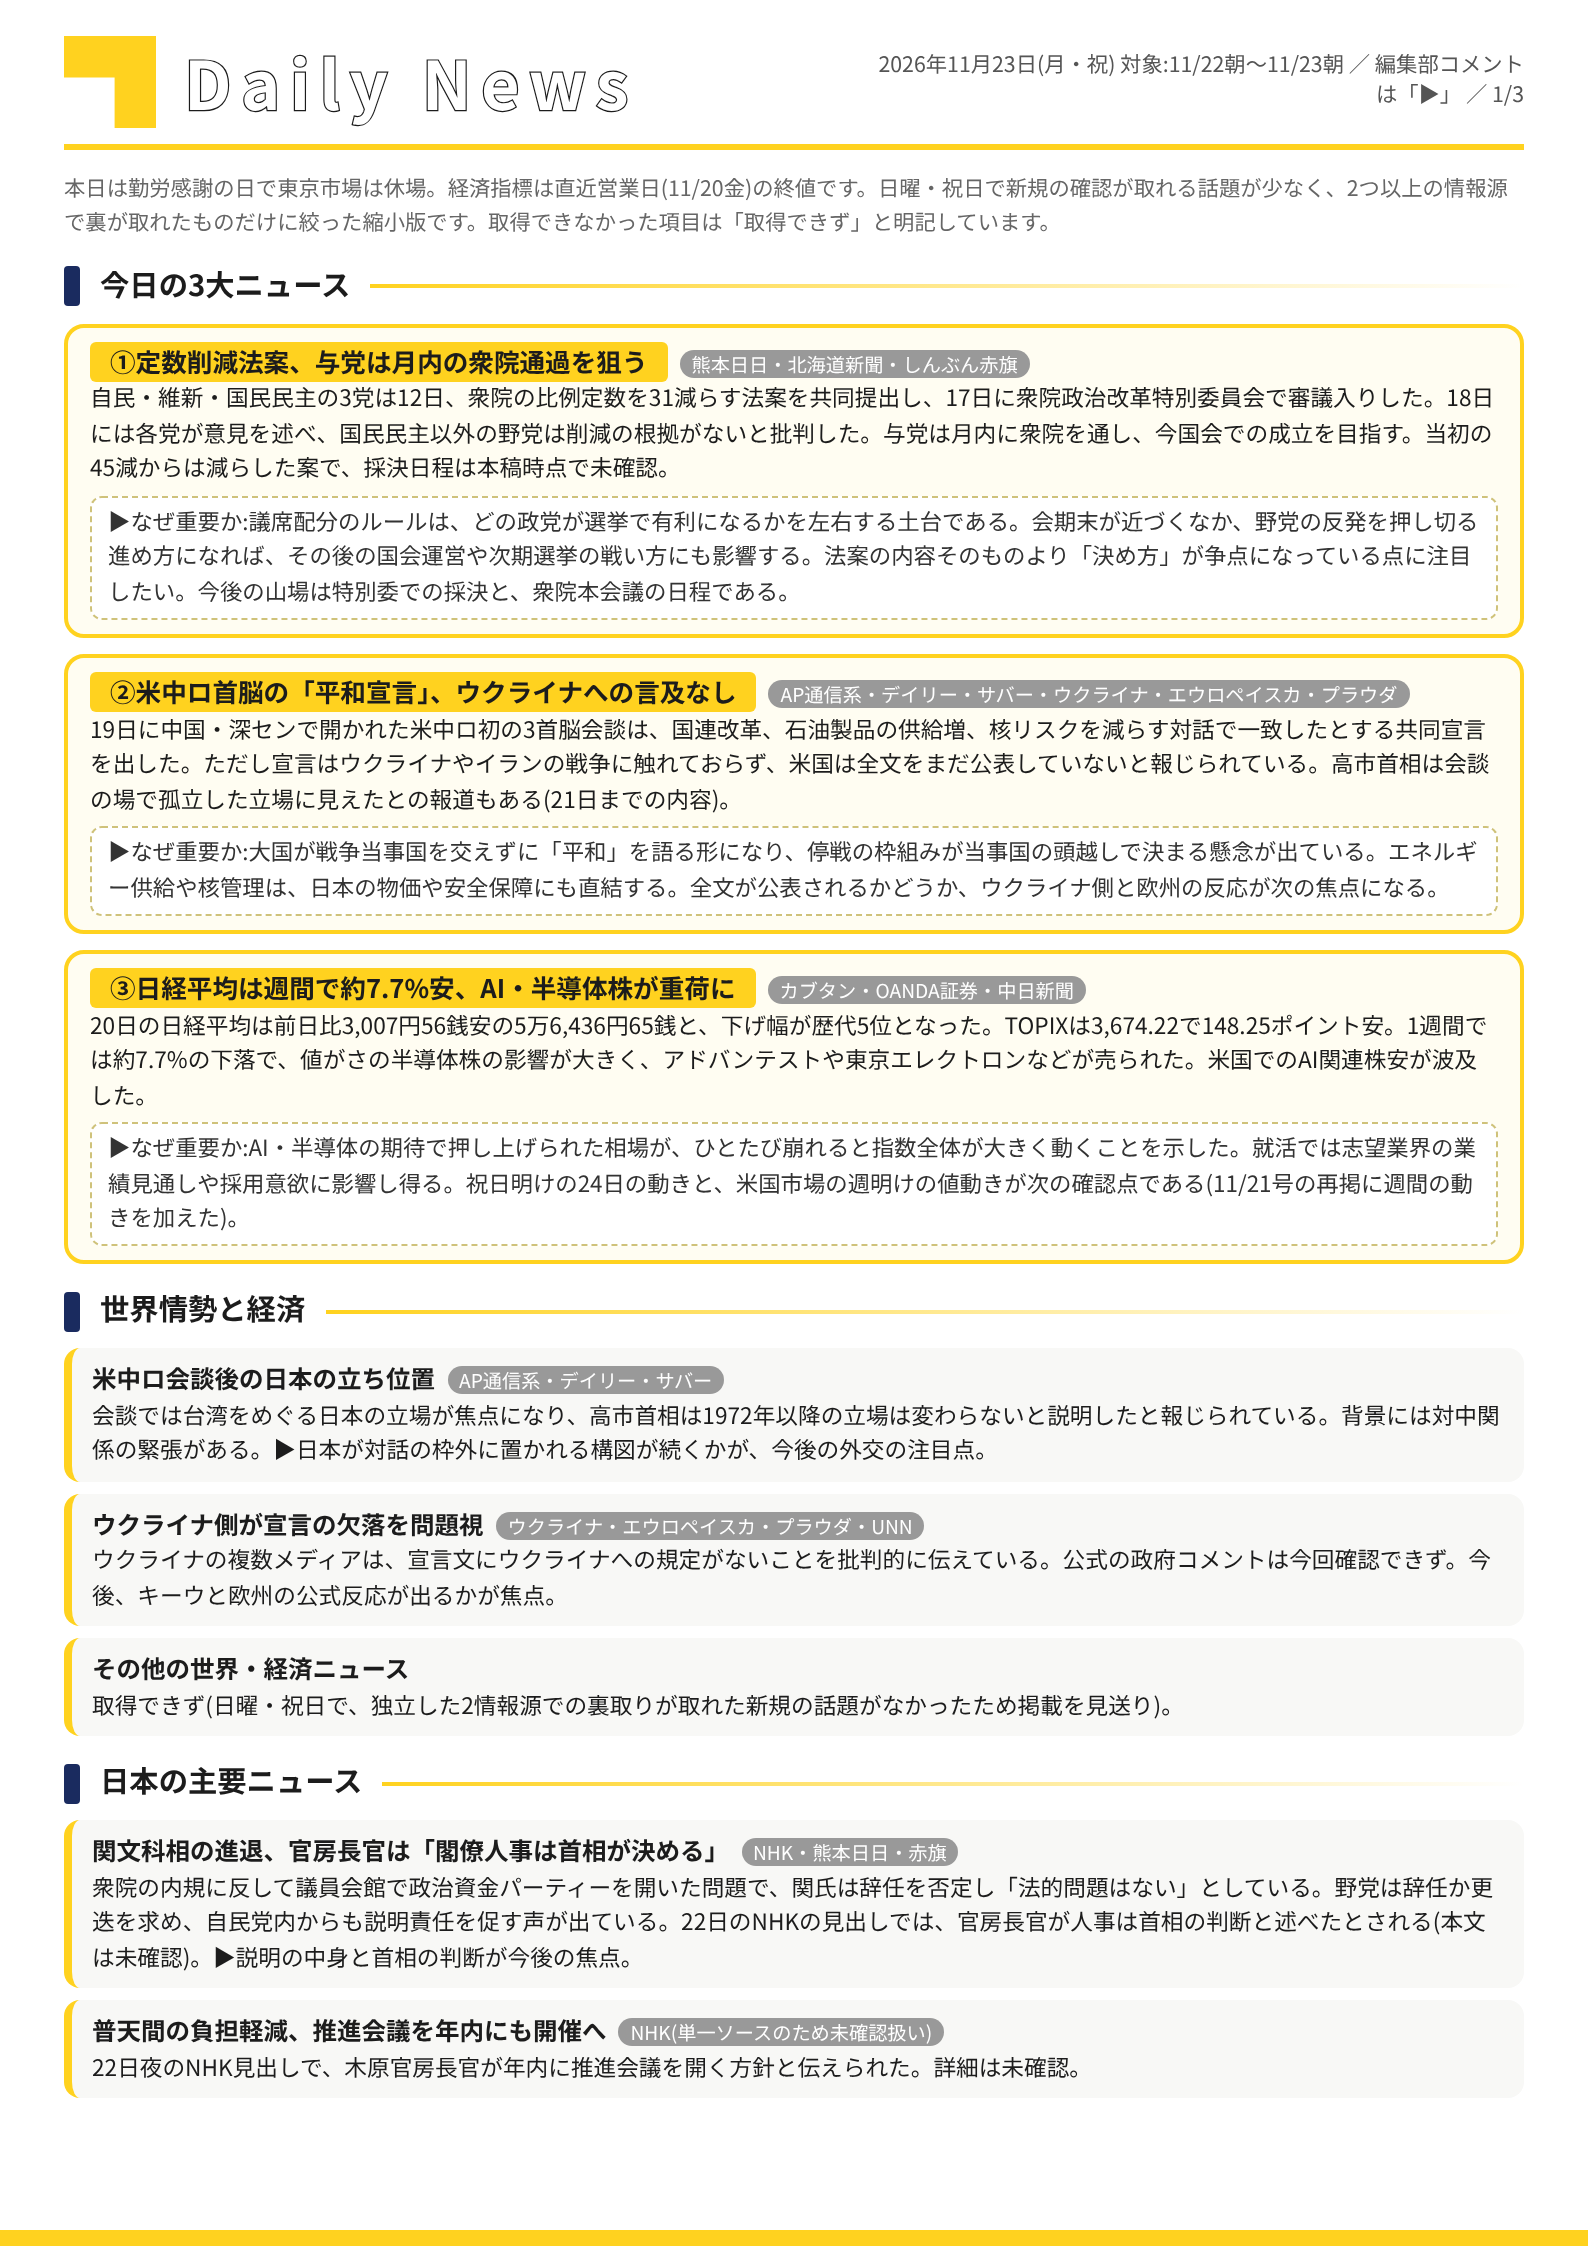 Daily News
2026年11月23日(月・祝) 対象:11/22朝〜11/23朝 ／ 編集部コメント
は「▶」 ／ 1/3
本日は勤労感謝の日で東京市場は休場。経済指標は直近営業日(11/20金)の終値です。日曜・祝日で新規の確認が取れる話題が少なく、2つ以上の情報源
で裏が取れたものだけに絞った縮小版です。取得できなかった項目は「取得できず」と明記しています。
今日の3大ニュース
①定数削減法案、与党は月内の衆院通過を狙う 熊本日日・北海道新聞・しんぶん赤旗
自民・維新・国民民主の3党は12日、衆院の比例定数を31減らす法案を共同提出し、17日に衆院政治改革特別委員会で審議入りした。18日
には各党が意見を述べ、国民民主以外の野党は削減の根拠がないと批判した。与党は月内に衆院を通し、今国会での成立を目指す。当初の
45減からは減らした案で、採決日程は本稿時点で未確認。
▶なぜ重要か:議席配分のルールは、どの政党が選挙で有利になるかを左右する土台である。会期末が近づくなか、野党の反発を押し切る
進め方になれば、その後の国会運営や次期選挙の戦い方にも影響する。法案の内容そのものより「決め方」が争点になっている点に注目
したい。今後の山場は特別委での採決と、衆院本会議の日程である。
②米中ロ首脳の「平和宣言」、ウクライナへの言及なし AP通信系・デイリー・サバー・ウクライナ・エウロペイスカ・プラウダ
19日に中国・深センで開かれた米中ロ初の3首脳会談は、国連改革、石油製品の供給増、核リスクを減らす対話で一致したとする共同宣言
を出した。ただし宣言はウクライナやイランの戦争に触れておらず、米国は全文をまだ公表していないと報じられている。高市首相は会談
の場で孤立した立場に見えたとの報道もある(21日までの内容)。
▶なぜ重要か:大国が戦争当事国を交えずに「平和」を語る形になり、停戦の枠組みが当事国の頭越しで決まる懸念が出ている。エネルギ
ー供給や核管理は、日本の物価や安全保障にも直結する。全文が公表されるかどうか、ウクライナ側と欧州の反応が次の焦点になる。
③日経平均は週間で約7.7%安、AI・半導体株が重荷に カブタン・OANDA証券・中日新聞
20日の日経平均は前日比3,007円56銭安の5万6,436円65銭と、下げ幅が歴代5位となった。TOPIXは3,674.22で148.25ポイント安。1週間で
は約7.7%の下落で、値がさの半導体株の影響が大きく、アドバンテストや東京エレクトロンなどが売られた。米国でのAI関連株安が波及
した。
▶なぜ重要か:AI・半導体の期待で押し上げられた相場が、ひとたび崩れると指数全体が大きく動くことを示した。就活では志望業界の業
績見通しや採用意欲に影響し得る。祝日明けの24日の動きと、米国市場の週明けの値動きが次の確認点である(11/21号の再掲に週間の動
きを加えた)。
世界情勢と経済
米中ロ会談後の日本の立ち位置 AP通信系・デイリー・サバー
会談では台湾をめぐる日本の立場が焦点になり、高市首相は1972年以降の立場は変わらないと説明したと報じられている。背景には対中関
係の緊張がある。▶日本が対話の枠外に置かれる構図が続くかが、今後の外交の注目点。
ウクライナ側が宣言の欠落を問題視 ウクライナ・エウロペイスカ・プラウダ・UNN
ウクライナの複数メディアは、宣言文にウクライナへの規定がないことを批判的に伝えている。公式の政府コメントは今回確認できず。今
後、キーウと欧州の公式反応が出るかが焦点。
その他の世界・経済ニュース
取得できず(日曜・祝日で、独立した2情報源での裏取りが取れた新規の話題がなかったため掲載を見送り)。
日本の主要ニュース
関文科相の進退、官房長官は「閣僚人事は首相が決める」 NHK・熊本日日・赤旗
衆院の内規に反して議員会館で政治資金パーティーを開いた問題で、関氏は辞任を否定し「法的問題はない」としている。野党は辞任か更
迭を求め、自民党内からも説明責任を促す声が出ている。22日のNHKの見出しでは、官房長官が人事は首相の判断と述べたとされる(本文
は未確認)。▶説明の中身と首相の判断が今後の焦点。
普天間の負担軽減、推進会議を年内にも開催へ NHK(単一ソースのため未確認扱い)
22日夜のNHK見出しで、木原官房長官が年内に推進会議を開く方針と伝えられた。詳細は未確認。